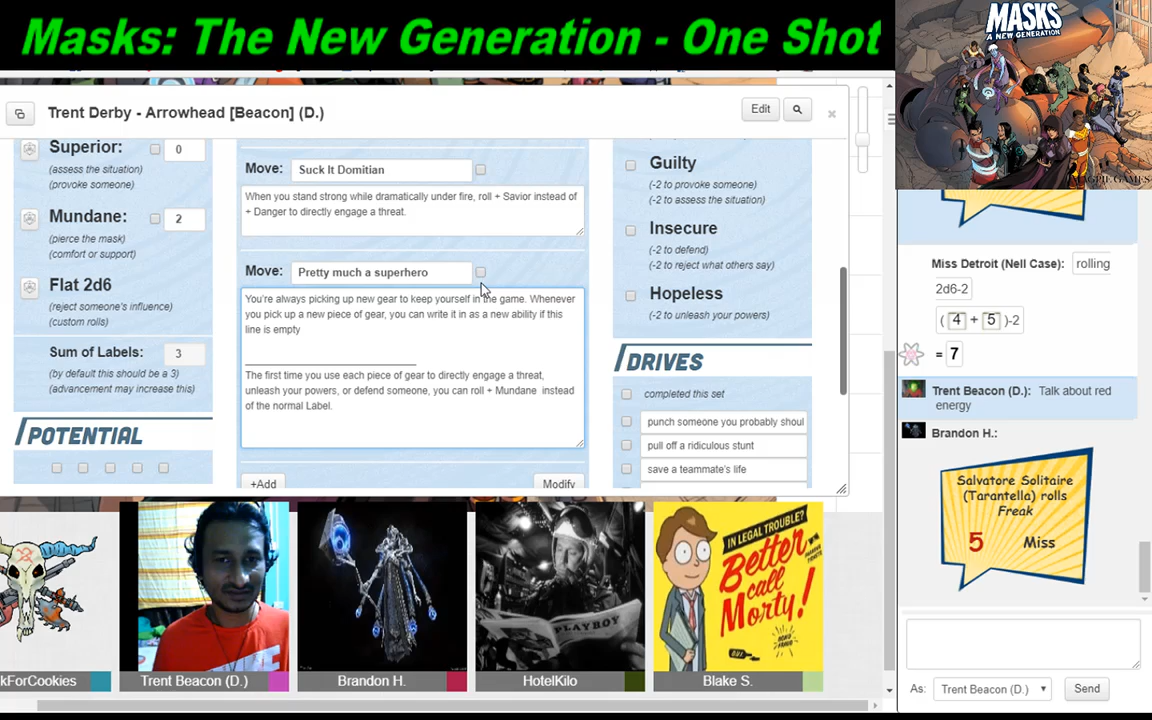 Masks: The New Generation - One Shot
MASKS
A NEW GENERATION
MAGPIE GAMES
Trent Derby - Arrowhead [Beacon] (D.)
Edit
Superior:
0
(assess the situation)
(provoke someone)
Mundane:
2
(pierce the mask)
(comfort or support)
Flat 2d6
(reject someone's influence)
(custom rolls)
Sum of Labels:
3
(by default this should be a 3)
(advancement may increase this)
POTENTIAL
Move:
Suck It Domitian
When you stand strong while dramatically under fire, roll + Savior instead of
+ Danger to directly engage a threat.
Move:
Pretty much a superhero
You're always picking up new gear to keep yourself in the game. Whenever
you pick up a new piece of gear, you can write it in as a new ability if this
line is empty
The first time you use each piece of gear to directly engage a threat,
unleash your powers, or defend someone, you can roll + Mundane instead
of the normal Label.
+Add
Modify
Guilty
(-2 to provoke someone)
(-2 to assess the situation)
Insecure
(-2 to defend)
(-2 to reject what others say)
Hopeless
(-2 to unleash your powers)
DRIVES
completed this set
punch someone you probably shoul
pull off a ridiculous stunt
save a teammate's life
Miss Detroit (Nell Case): rolling
2d6-2
( 4 + 5 )-2
= 7
Trent Beacon (D.): Talk about red
energy
Brandon H.:
Salvatore Solitaire
(Tarantella) rolls
Freak
5 Miss
As:
Trent Beacon (D.)
Send
kForCookies
Trent Beacon (D.)
Brandon H.
PLAYBOY
HotelKilo
IN LEGAL TROUBLE?
Better
call
Morty!
Blake S.